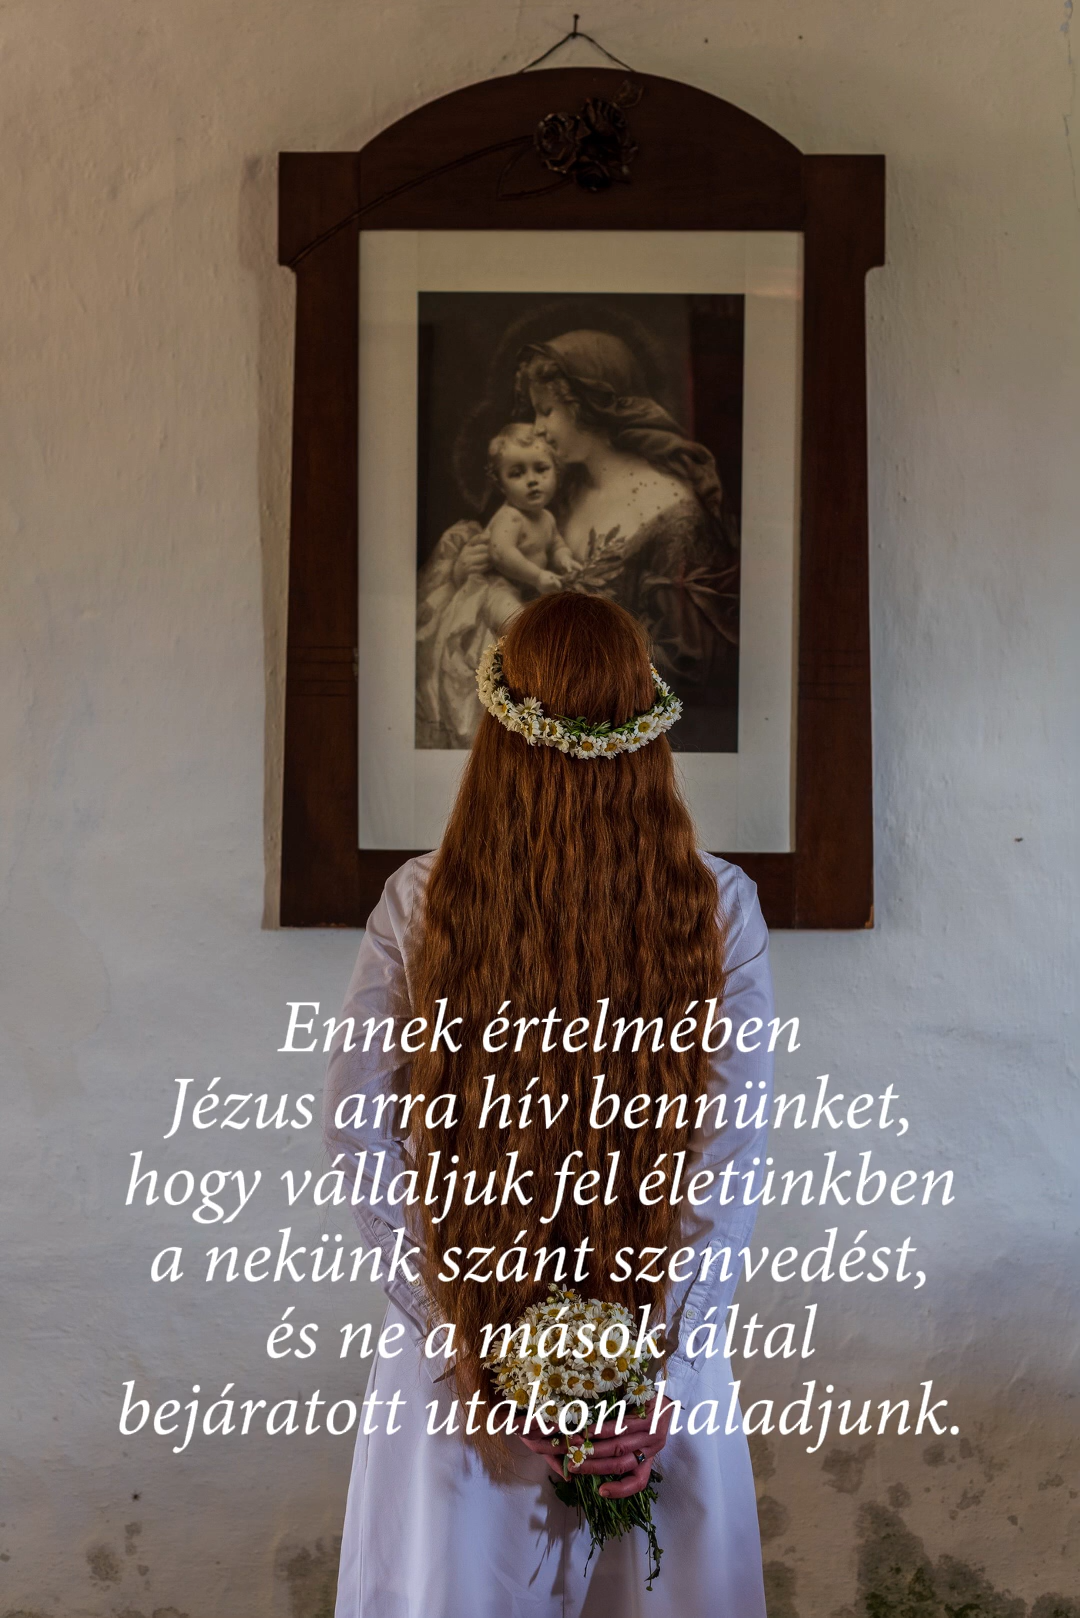 Ennek értelmében
Jézus arra hív bennünket,
hogy vállaljuk fel életünkben
a nekünk szánt szenvedést,
és ne a mások által
bejáratott utakon haladjunk.